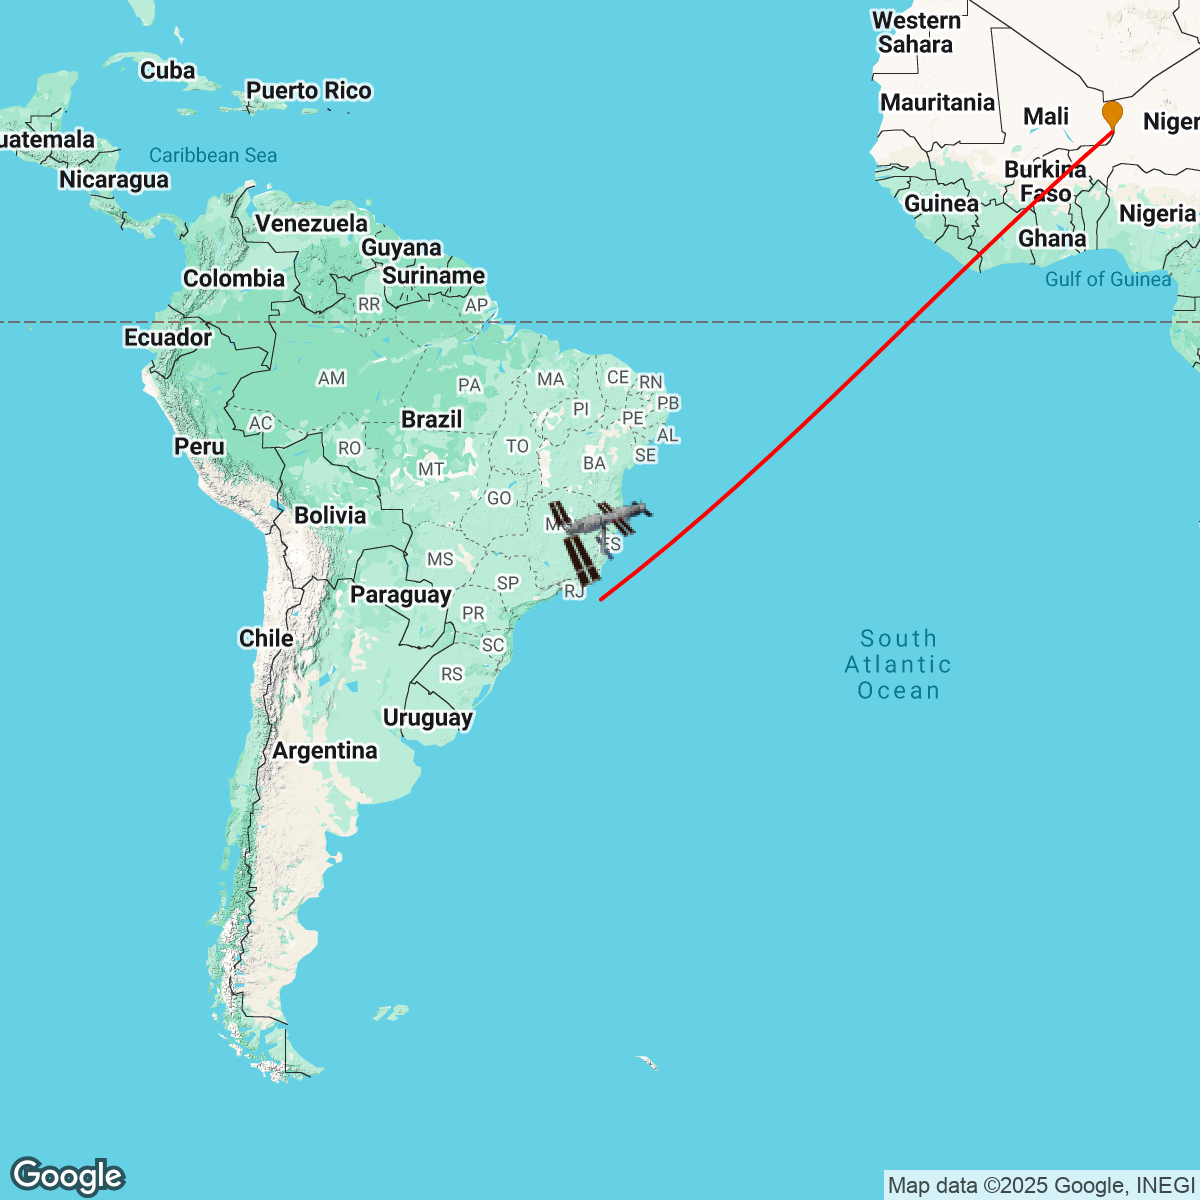 Western
Sahara
Cuba
Puerto Rico
Mauritania
Mali
Niger
uatemala
Caribbean Sea
Burkina
Faso
Nicaragua
Guinea
Nigeria
Venezuela
Guyana
Ghana
Suriname
Colombia
Gulf of Guinea
RR
AP
Ecuador
AM
PA
MA
CE
RN
PB
PI
PE
AL
AC
Brazil
Peru
RO
TO
SE
MT
BA
GO
Bolivia
ES
MS
SP
RJ
Paraguay
PR
Chile
SC
South
Atlantic
Ocean
RS
Uruguay
Argentina
Google
Map data ©2025 Google, INEGI